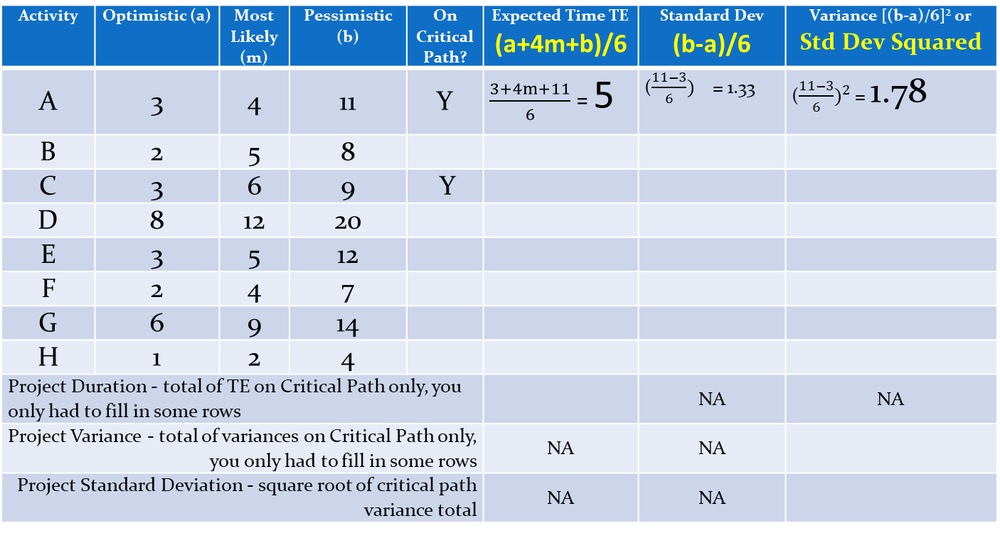 Activity Optimistic (a) Most Likely (m) Pessimistic (b) On Critical Path? Expected Time TE (a+4m+b)/6 Standard Dev (b-a)/6 Variance [(b-a)/6]² or Std Dev Squared
A 3 4 11 Y (3+4m+11)/6 = 5 (11−3/6) = 1.33 (11−3/6)² = 1.78
B 2 5 8
C 3 6 9 Y
D 8 12 20
E 3 5 12
F 2 4 7
G 6 9 14
H 1 2 4
Project Duration - total of TE on Critical Path only, you
only had to fill in some rows
NA NA
Project Variance - total of variances on Critical Path only,
you only had to fill in some rows
NA NA
Project Standard Deviation - square root of critical path
variance total
NA NA